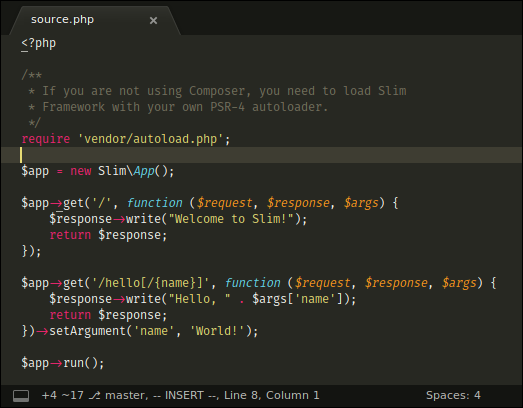 source.php ×
<?php
/**
 * If you are not using Composer, you need to load Slim
 * Framework with your own PSR-4 autoloader.
 */
require 'vendor/autoload.php';
$app = new Slim\App();
$app->get('/', function ($request, $response, $args) {
    $response->write("Welcome to Slim!");
    return $response;
});
$app->get('/hello[/{name}]', function ($request, $response, $args) {
    $response->write("Hello, " . $args['name']);
    return $response;
})->setArgument('name', 'World!');
$app->run();
+4 ~17 ⎇ master, -- INSERT --, Line 8, Column 1 Spaces: 4